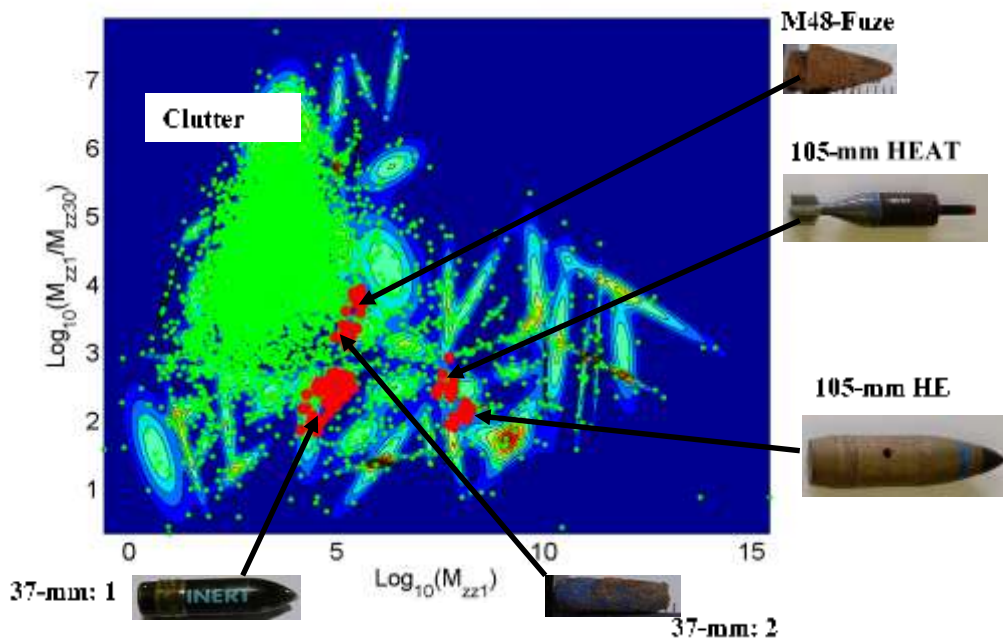 M48-Fuze
Clutter
105-mm HEAT
105-mm HE
7
6
5
4
3
2
1
Log10(Mzz1/Mzz30)
0
5
10
15
Log10(Mzz1)
37-mm: 1
INERT
37-mm: 2